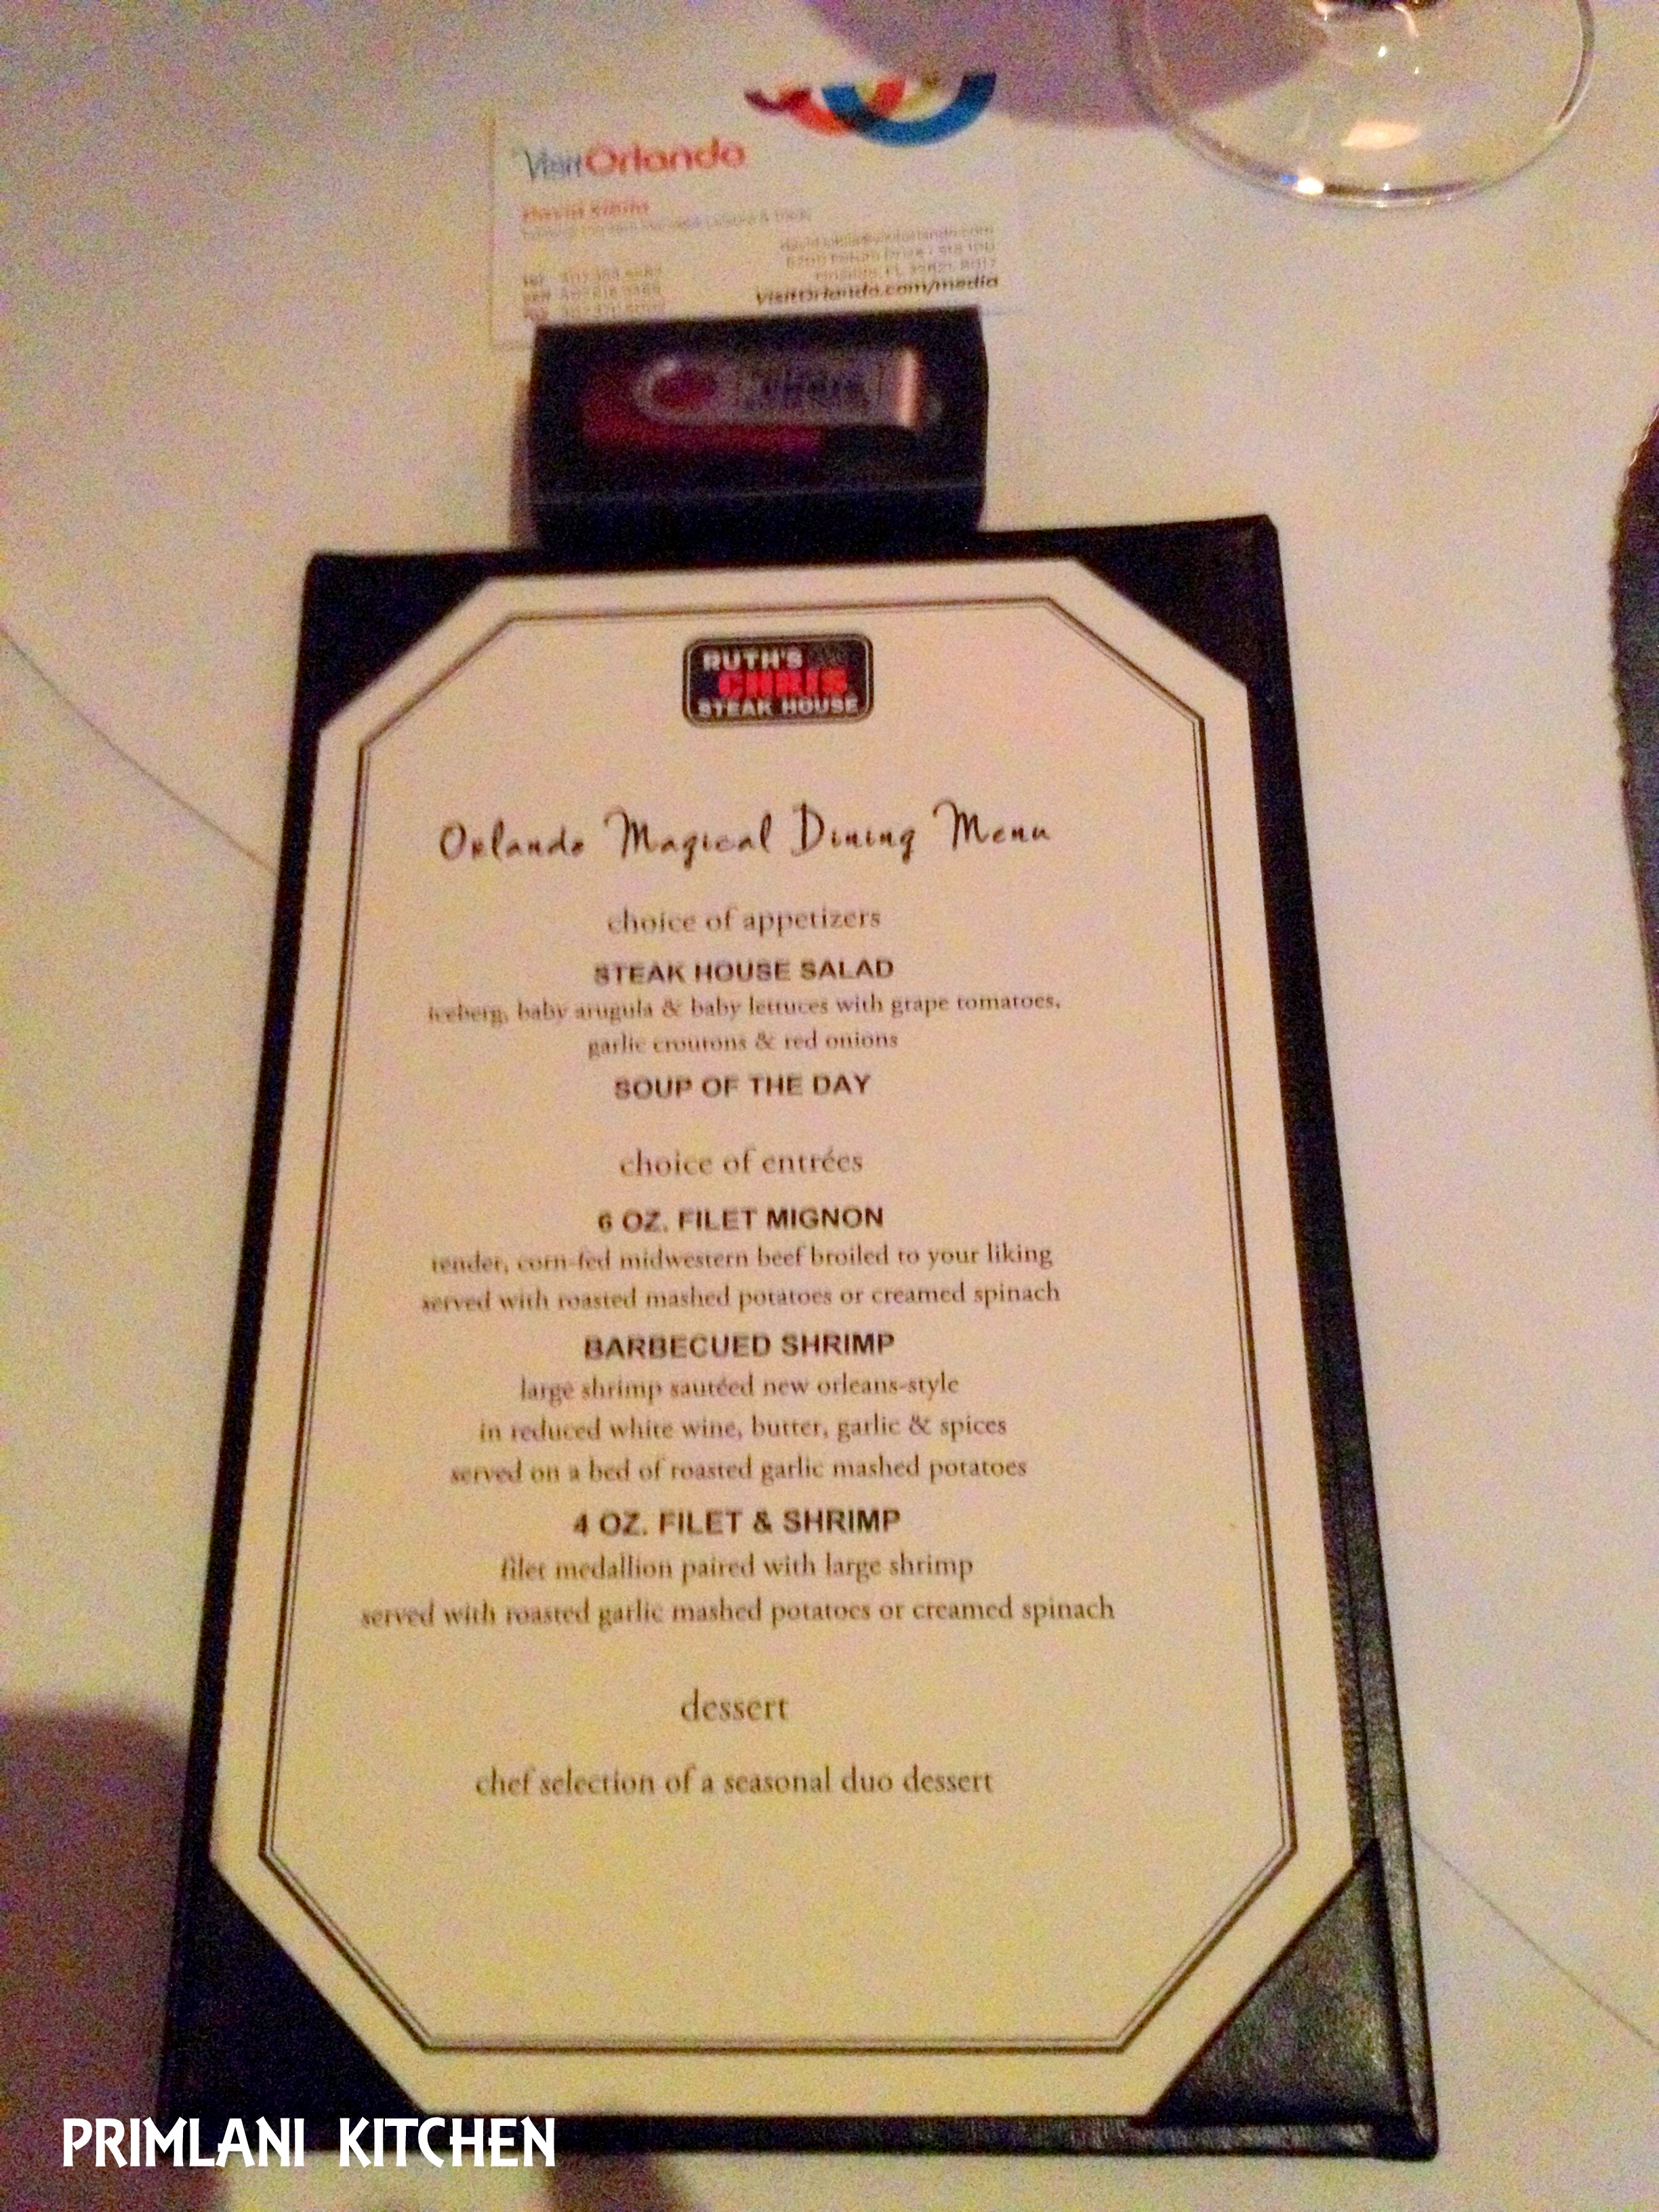 VisitOrlando
VisitOrlando.com/media
RUTH'S
CHRIS
STEAK HOUSE
Orlando Magical Dining Menu
choice of appetizers
STEAK HOUSE SALAD
iceberg, baby arugula & baby lettuces with grape tomatoes,
garlic croutons & red onions
SOUP OF THE DAY
choice of entrées
6 OZ. FILET MIGNON
tender, corn-fed midwestern beef broiled to your liking
served with roasted mashed potatoes or creamed spinach
BARBECUED SHRIMP
large shrimp sautéed new orleans-style
in reduced white wine, butter, garlic & spices
served on a bed of roasted garlic mashed potatoes
4 OZ. FILET & SHRIMP
filet medallion paired with large shrimp
served with roasted garlic mashed potatoes or creamed spinach
dessert
chef selection of a seasonal duo dessert
PRIMLANI KITCHEN